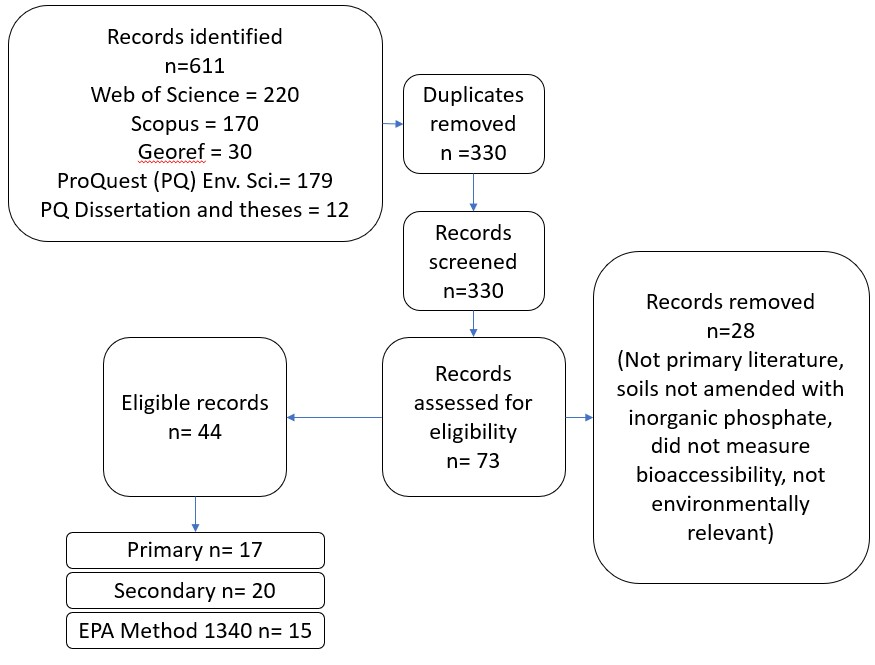 Records identified
n=611
Web of Science = 220
Scopus = 170
Georef = 30
ProQuest (PQ) Env. Sci.= 179
PQ Dissertation and theses = 12
Duplicates
removed
n =330
Records
screened
n=330
Records
assessed for
eligibility
n= 73
Records removed
n=28
(Not primary literature,
soils not amended with
inorganic phosphate,
did not measure
bioaccessibility, not
environmentally
relevant)
Eligible records
n= 44
Primary n= 17
Secondary n= 20
EPA Method 1340 n= 15